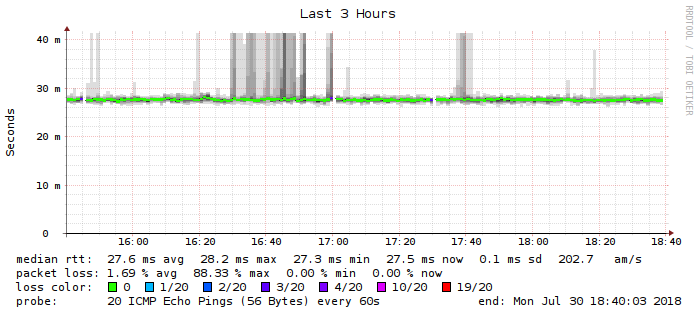 Last 3 Hours
RRDTOOL / TOBI OETIKER
Seconds
40 m
30 m
20 m
10 m
0
16:00 16:20 16:40 17:00 17:20 17:40 18:00 18:20 18:40
median rtt: 27.6 ms avg 28.2 ms max 27.3 ms min 27.5 ms now 0.1 ms sd 202.7 am/s
packet loss: 1.69 % avg 88.33 % max 0.00 % min 0.00 % now
loss color: 0 1/20 2/20 3/20 4/20 10/20 19/20
probe: 20 ICMP Echo Pings (56 Bytes) every 60s end: Mon Jul 30 18:40:03 2018